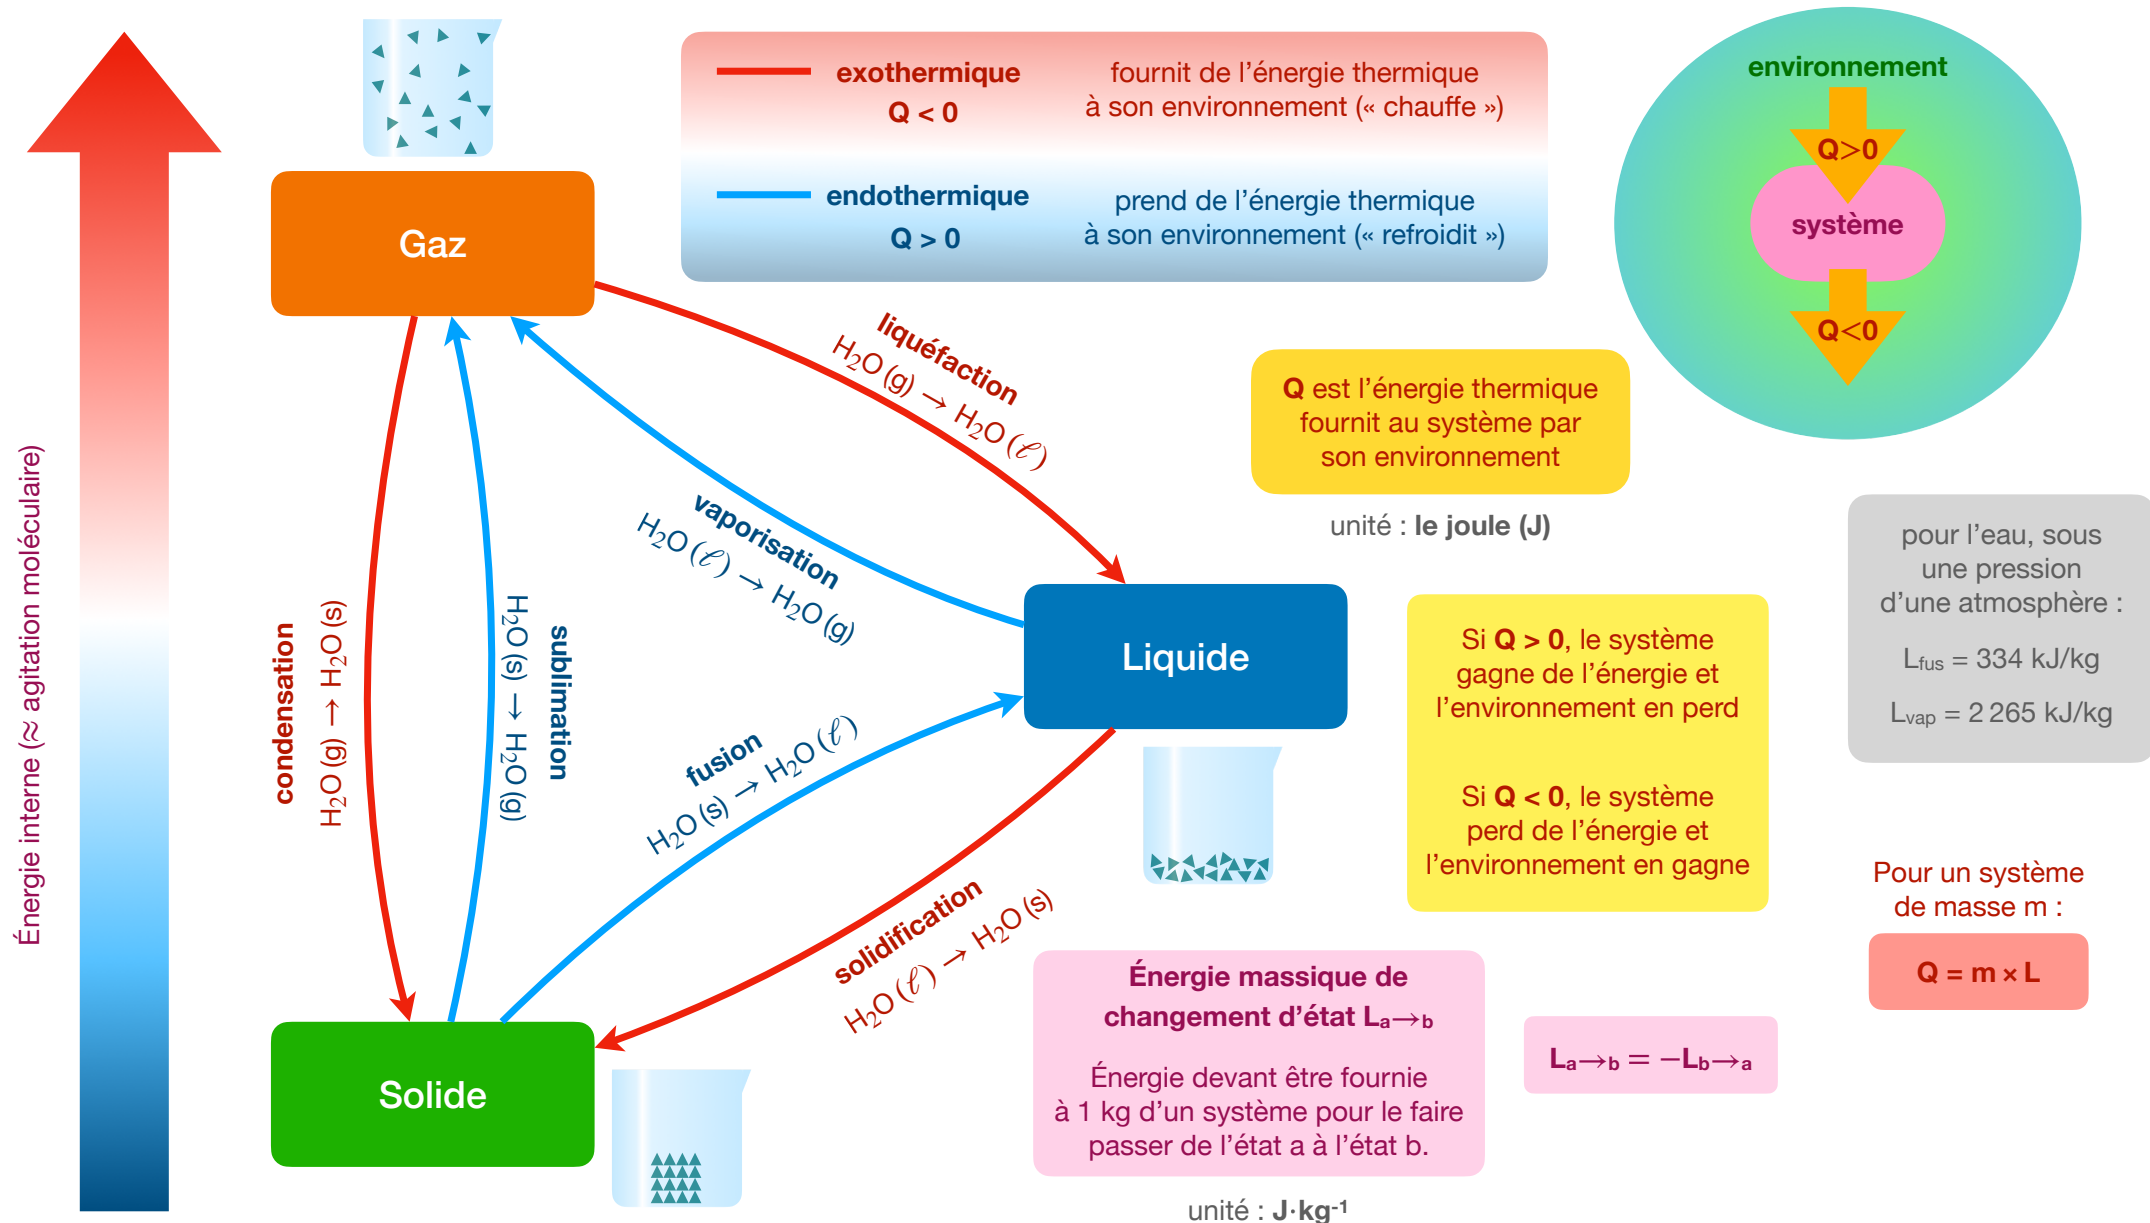 Énergie interne (≈ agitation moléculaire)
exothermique
Q < 0
fournit de l’énergie thermique
à son environnement (« chauffe »)
endothermique
Q > 0
prend de l’énergie thermique
à son environnement (« refroidit »)
environnement
Q>0
système
Q<0
Gaz
liquéfaction
H₂O(g) → H₂O(ℓ)
vaporisation
H₂O(ℓ) → H₂O(g)
condensation
H₂O(g) → H₂O(s)
sublimation
H₂O(s) → H₂O(g)
fusion
H₂O(s) → H₂O(ℓ)
solidification
H₂O(ℓ) → H₂O(s)
Liquide
Solide
Q est l’énergie thermique
fournit au système par
son environnement
unité : le joule (J)
Si Q > 0, le système
gagne de l’énergie et
l’environnement en perd
Si Q < 0, le système
perd de l’énergie et
l’environnement en gagne
pour l’eau, sous
une pression
d’une atmosphère :
Lfus = 334 kJ/kg
Lvap = 2 265 kJ/kg
Pour un système
de masse m :
Q = m × L
Énergie massique de
changement d’état La→b
Énergie devant être fournie
à 1 kg d’un système pour le faire
passer de l’état a à l’état b.
unité : J·kg⁻¹
La→b = −Lb→a